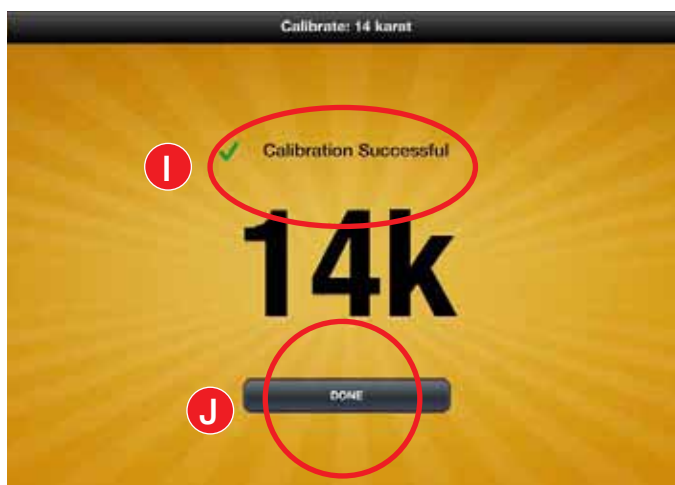 Calibrate: 14 karat
I
Calibration Successful
14k
J
DONE